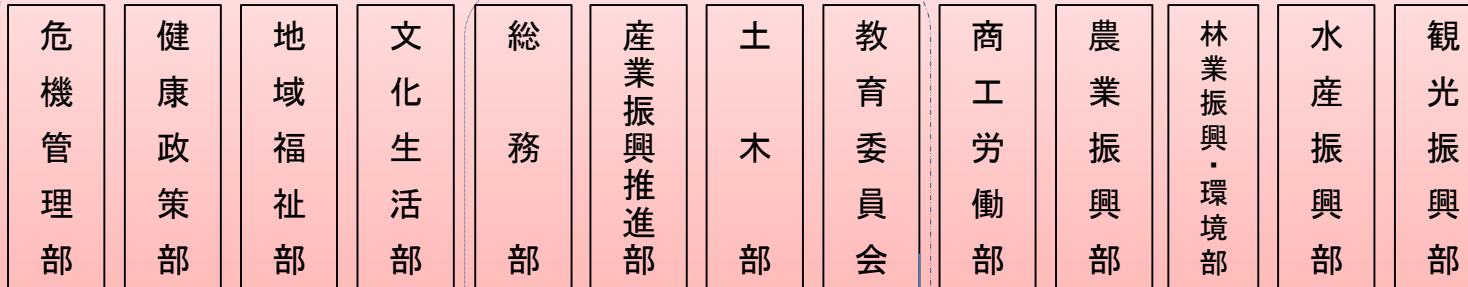 危機管理部
健康政策部
地域福祉部
文化生活部
総務部
産業振興推進部
土木部
教育委員会
商工労働部
農業振興部
林業振興・環境部
水産振興部
観光振興部